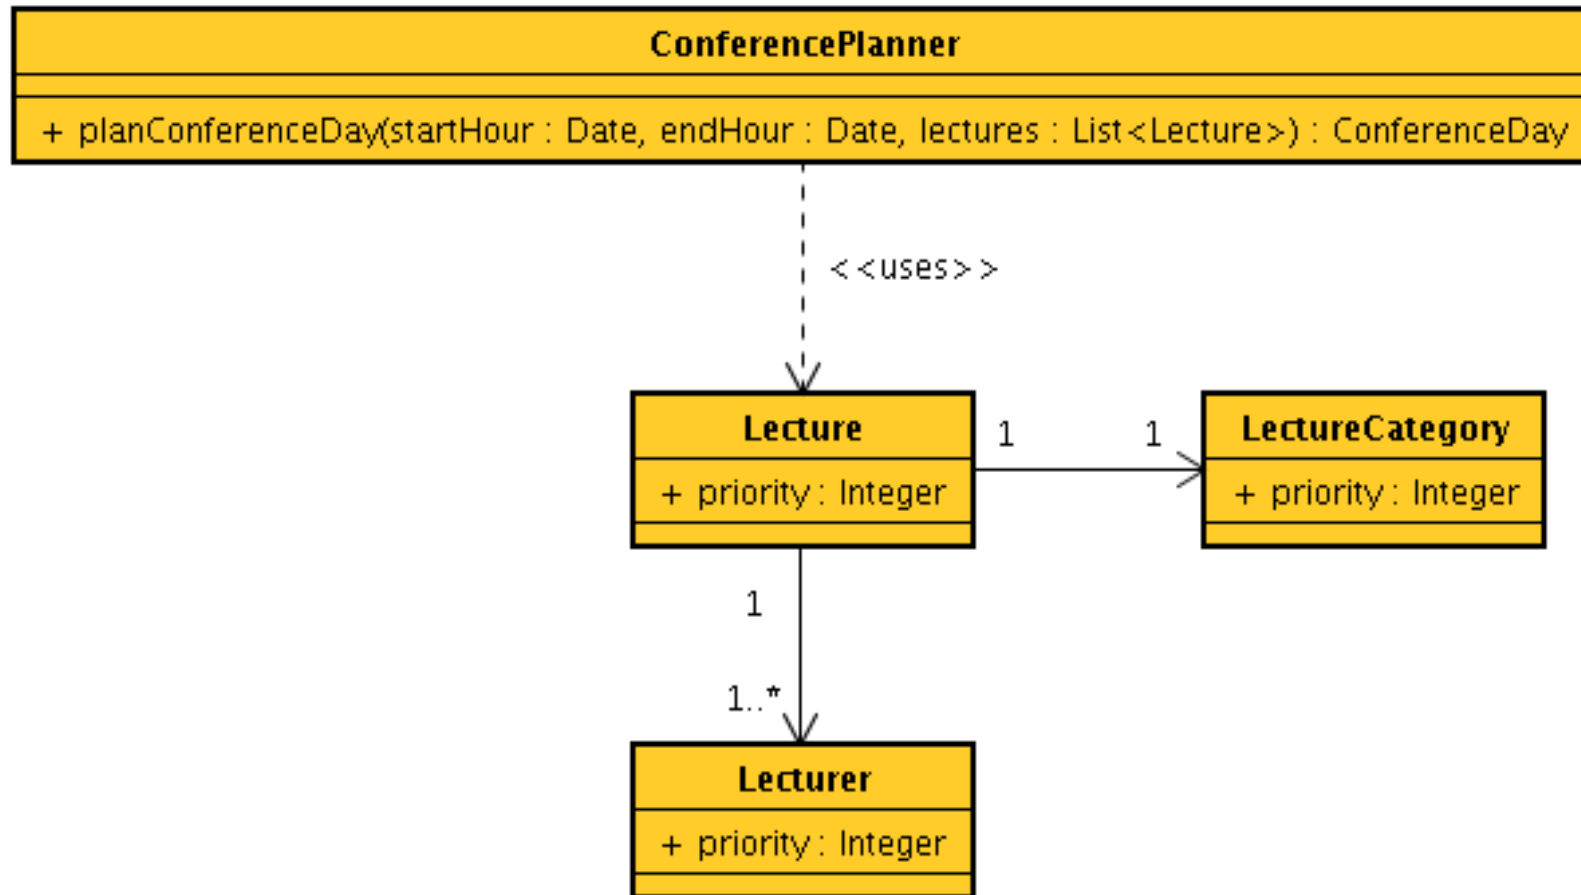 ConferencePlanner
+ planConferenceDay(startHour : Date, endHour : Date, lectures : List<Lecture>) : ConferenceDay
<<uses>>
Lecture
+ priority : Integer
1
1
LectureCategory
+ priority : Integer
1
1..*
Lecturer
+ priority : Integer